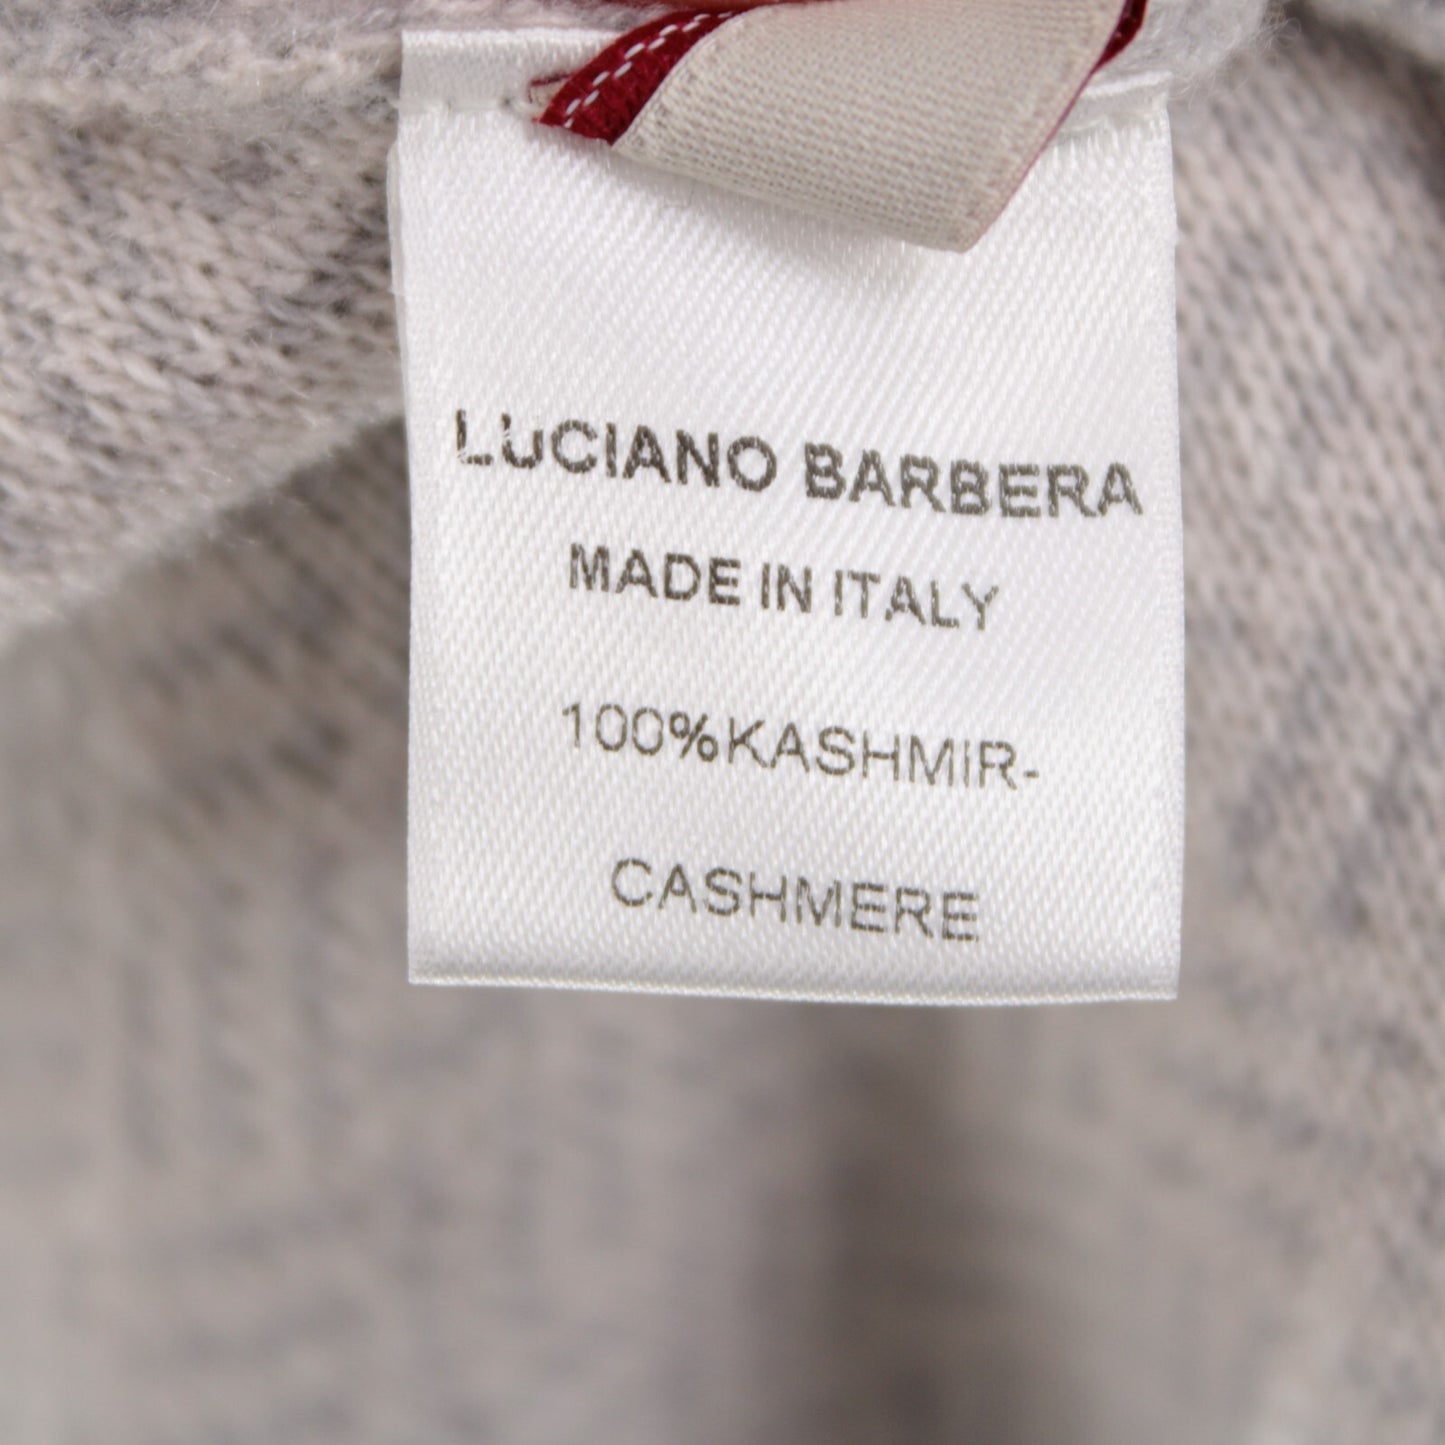 LUCIANO BARBERA
MADE IN ITALY
100%KASHMIR-
CASHMERE